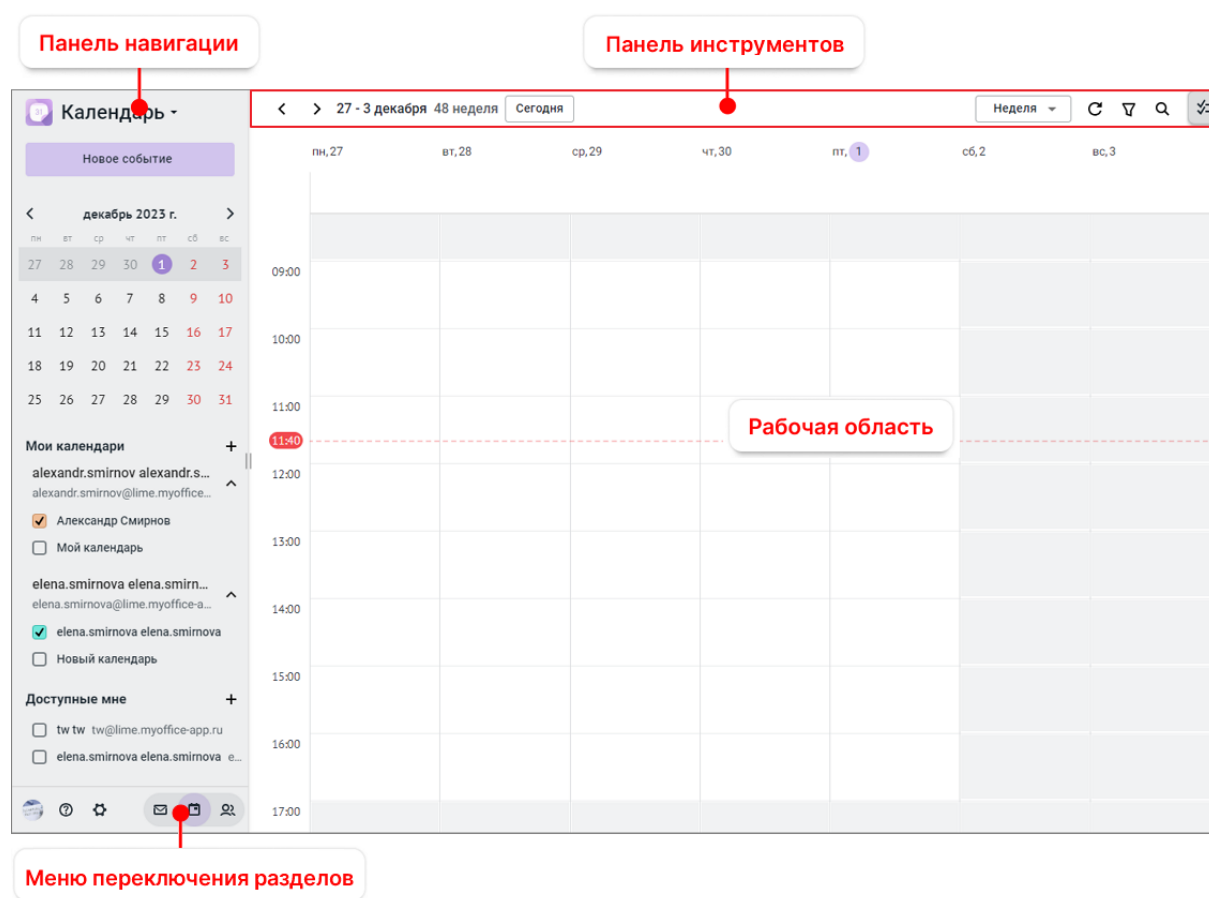 Панель навигации
Панель инструментов
Календарь
27 - 3 декабря 48 неделя Сегодня
Неделя
Новое событие
пн,27 вт,28 ср,29 чт,30 пт, 1 сб,2 вс,3
декабрь 2023 г.
пн вт ср чт пт сб вс
27 28 29 30 1 2 3
4 5 6 7 8 9 10
11 12 13 14 15 16 17
18 19 20 21 22 23 24
25 26 27 28 29 30 31
09:00
10:00
11:00
11:40
Рабочая область
12:00
13:00
14:00
15:00
16:00
17:00
Мои календари
alexandr.smirnov alexandr.s...
alexandr.smirnov@lime.myoffice...
Александр Смирнов
Мой календарь
elena.smirnova elena.smirn...
elena.smirnova@lime.myoffice-a...
elena.smirnova elena.smirnova
Новый календарь
Доступные мне
tw tw tw@lime.myoffice-app.ru
elena.smirnova elena.smirnova e...
Меню переключения разделов